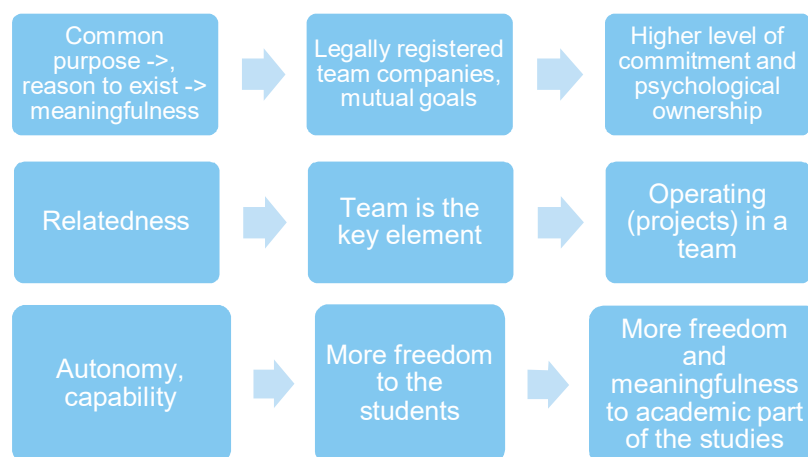 Common
purpose ->,
reason to exist ->
meaningfulness
Legally registered
team companies,
mutual goals
Higher level of
commitment and
psychological
ownership
Relatedness
Team is the
key element
Operating
(projects) in a
team
Autonomy,
capability
More freedom
to the
students
More freedom
and
meaningfulness
to academic part
of the studies